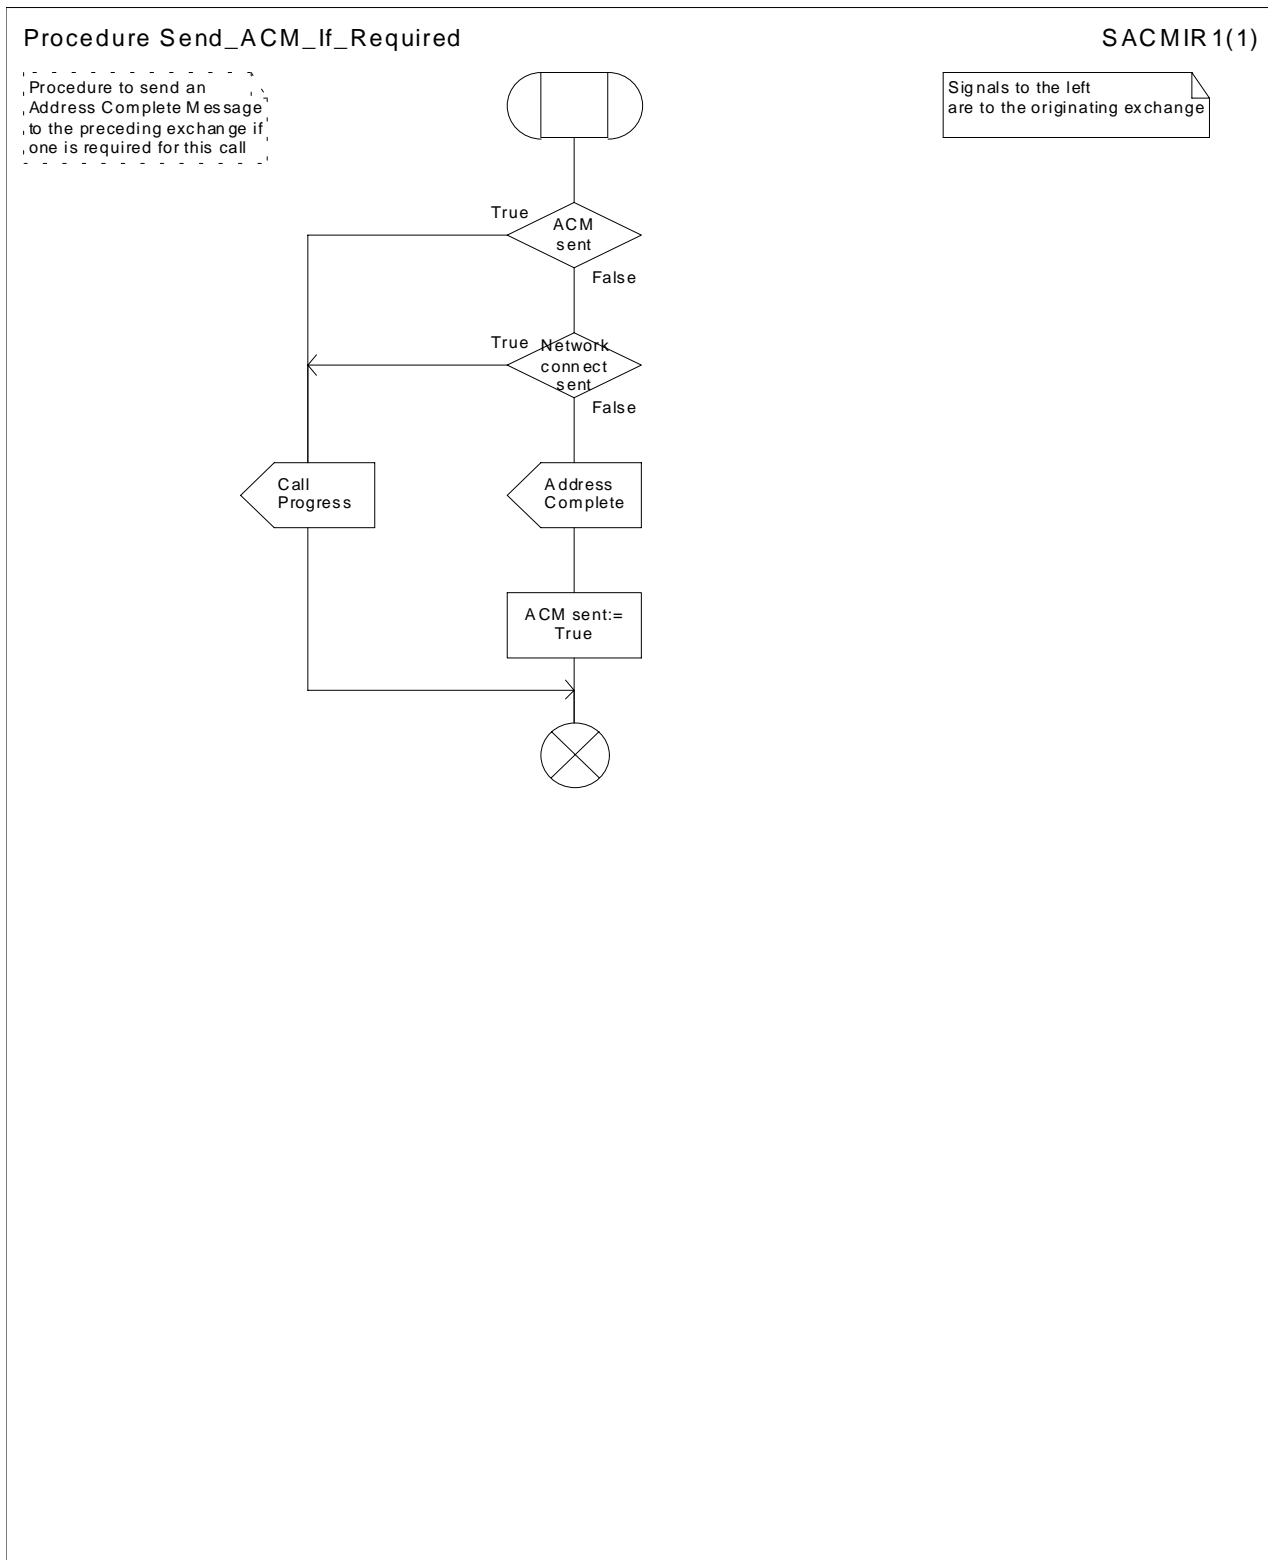 Procedure Send_ACM_If_Required
SACMIR1(1)
Procedure to send an
Address Complete Message
to the preceding exchange if
one is required for this call
Signals to the left
are to the originating exchange
True
ACM
sent
False
True
Network
connect
sent
False
Call
Progress
Address
Complete
ACM sent:=
True